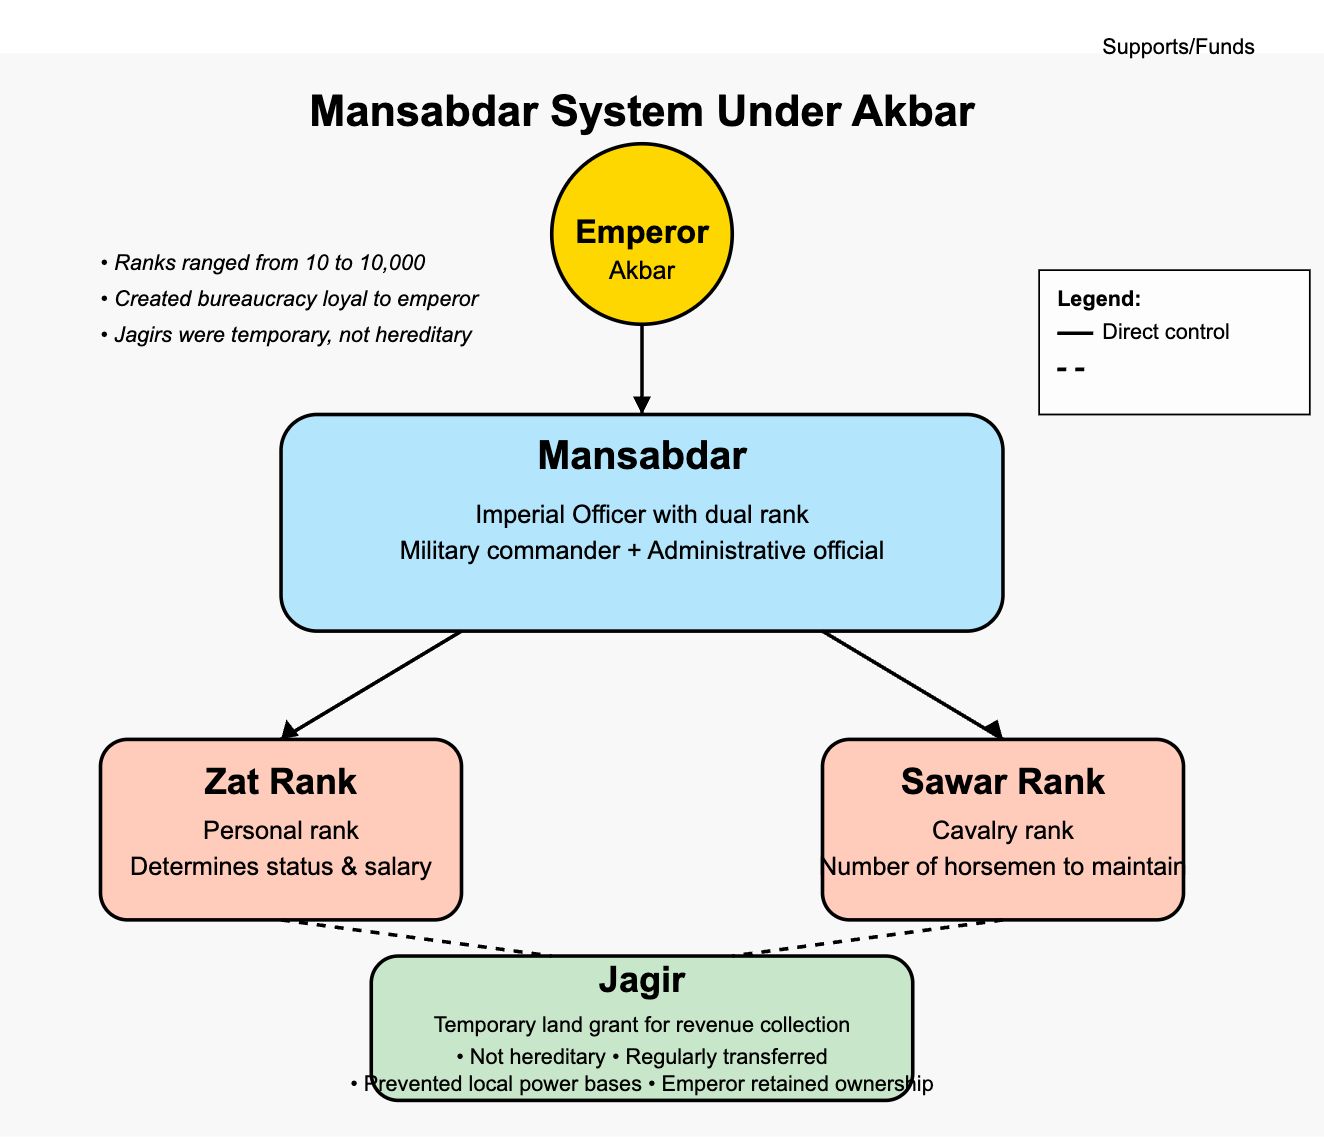 Supports/Funds
Mansabdar System Under Akbar
Emperor
Akbar
• Ranks ranged from 10 to 10,000
• Created bureaucracy loyal to emperor
• Jagirs were temporary, not hereditary
Legend:
Direct control
Mansabdar
Imperial Officer with dual rank
Military commander + Administrative official
Zat Rank
Personal rank
Determines status & salary
Sawar Rank
Cavalry rank
Number of horsemen to maintain
Jagir
Temporary land grant for revenue collection
• Not hereditary • Regularly transferred
• Prevented local power bases • Emperor retained ownership